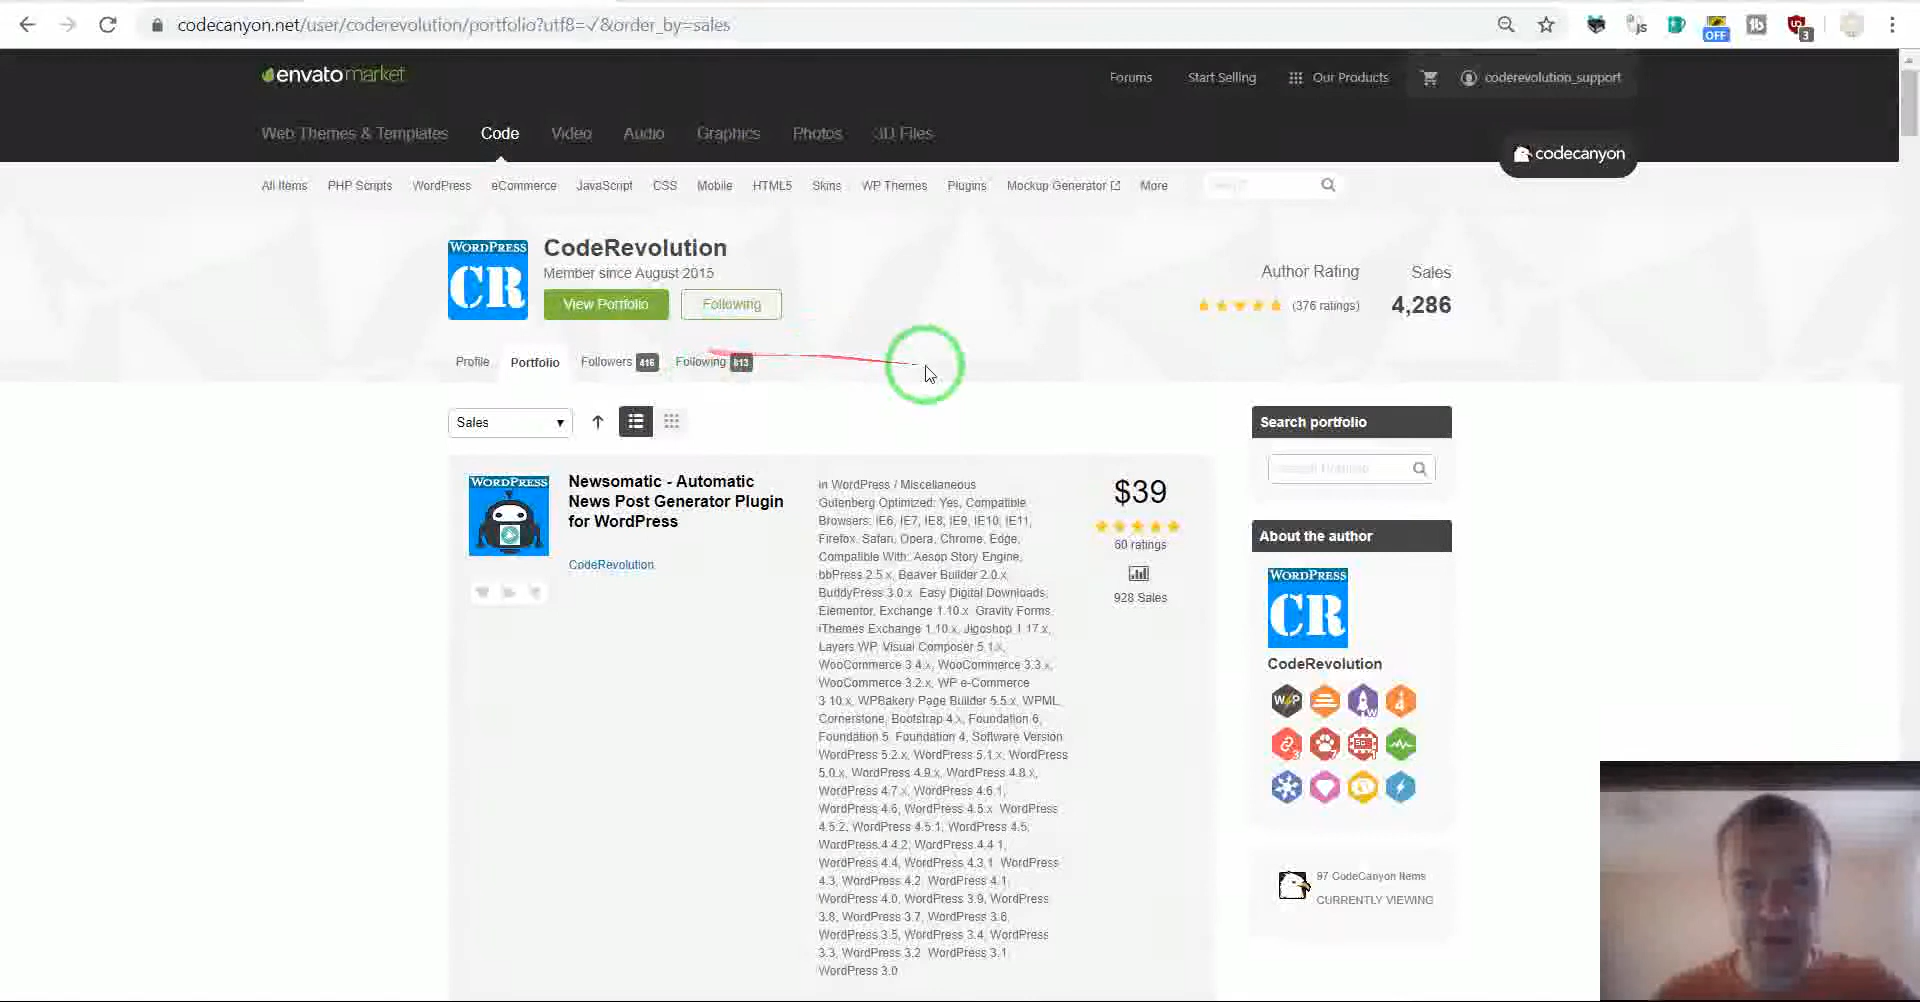 codecanyon.net/user/coderevolution/portfolio?utf8=✓&order_by=sales
JS
OFF
3
envato market
Forums
Start Selling
Our Products
coderevolution_support
Web Themes & Templates
Code
Video
Audio
Graphics
Photos
3D Files
codecanyon
All Items
PHP Scripts
WordPress
eCommerce
JavaScript
CSS
Mobile
HTML5
Skins
WP Themes
Plugins
Mockup Generator
More
WORDPRESS
CR
CodeRevolution
Member since August 2015
View Portfolio
Following
Author Rating
(376 ratings)
Sales
4,286
Profile
Portfolio
Followers 416
Following 813
Sales
Search portfolio
WORDPRESS
Newsomatic - Automatic
News Post Generator Plugin
for WordPress
CodeRevolution
in WordPress / Miscellaneous
Gutenberg Optimized: Yes, Compatible
Browsers: IE6, IE7, IE8, IE9, IE10, IE11,
Firefox, Safari, Opera, Chrome, Edge,
Compatible With: Aesop Story Engine,
bbPress 2.5.x, Beaver Builder 2.0.x,
BuddyPress 3.0.x, Easy Digital Downloads,
Elementor, Exchange 1.10.x, Gravity Forms,
iThemes Exchange 1.10.x, Jigoshop 1.17.x,
Layers WP, Visual Composer 5.1.x,
WooCommerce 3.4.x, WooCommerce 3.3.x,
WooCommerce 3.2.x, WP e-Commerce
3.10.x, WPBakery Page Builder 5.5.x, WPML,
Cornerstone, Bootstrap 4.x, Foundation 6,
Foundation 5, Foundation 4, Software Version:
WordPress 5.2.x, WordPress 5.1.x, WordPress
5.0.x, WordPress 4.9.x, WordPress 4.8.x,
WordPress 4.7.x, WordPress 4.6.1,
WordPress 4.6, WordPress 4.5.x, WordPress
4.5.2, WordPress 4.5.1, WordPress 4.5,
WordPress 4.4.2, WordPress 4.4.1,
WordPress 4.4, WordPress 4.3.1, WordPress
4.3, WordPress 4.2, WordPress 4.1,
WordPress 4.0, WordPress 3.9, WordPress
3.8, WordPress 3.7, WordPress 3.6,
WordPress 3.5, WordPress 3.4, WordPress
3.3, WordPress 3.2, WordPress 3.1,
WordPress 3.0
$39
60 ratings
928 Sales
About the author
WORDPRESS
CR
CodeRevolution
97 CodeCanyon Items
CURRENTLY VIEWING